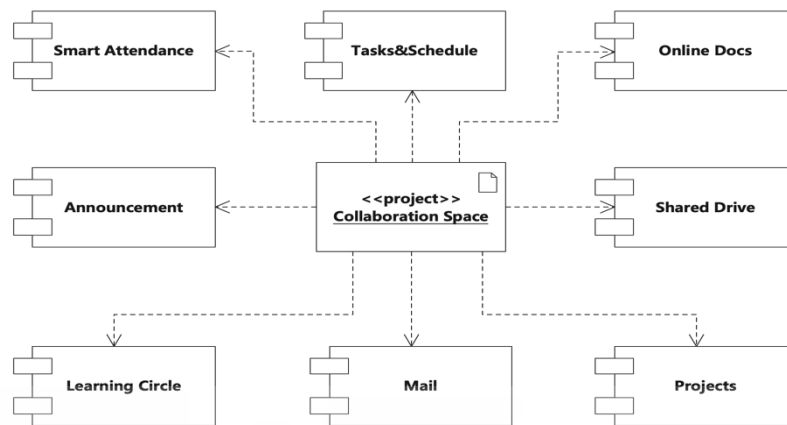 Smart Attendance
Tasks&Schedule
Online Docs
Announcement
<<project>>
Collaboration Space
Shared Drive
Learning Circle
Mail
Projects